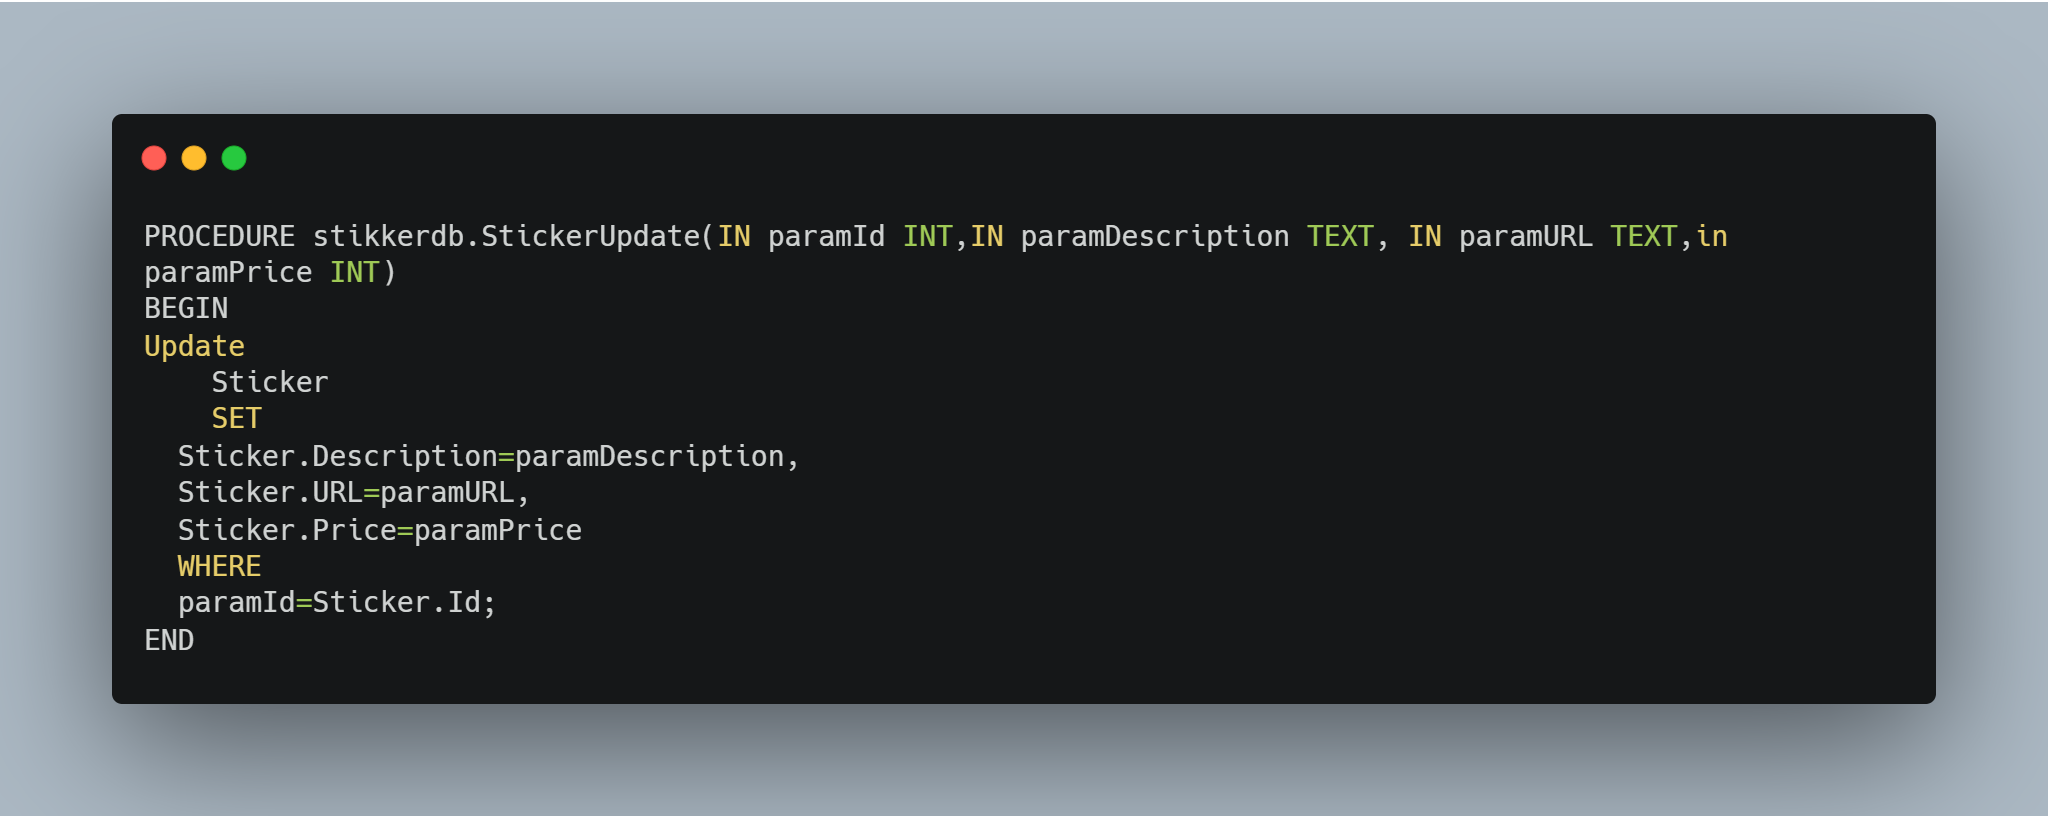 PROCEDURE stikkerdb.StickerUpdate(IN paramId INT,IN paramDescription TEXT, IN paramURL TEXT,in
paramPrice INT)
BEGIN
Update
    Sticker
    SET
  Sticker.Description=paramDescription,
  Sticker.URL=paramURL,
  Sticker.Price=paramPrice
  WHERE
  paramId=Sticker.Id;
END